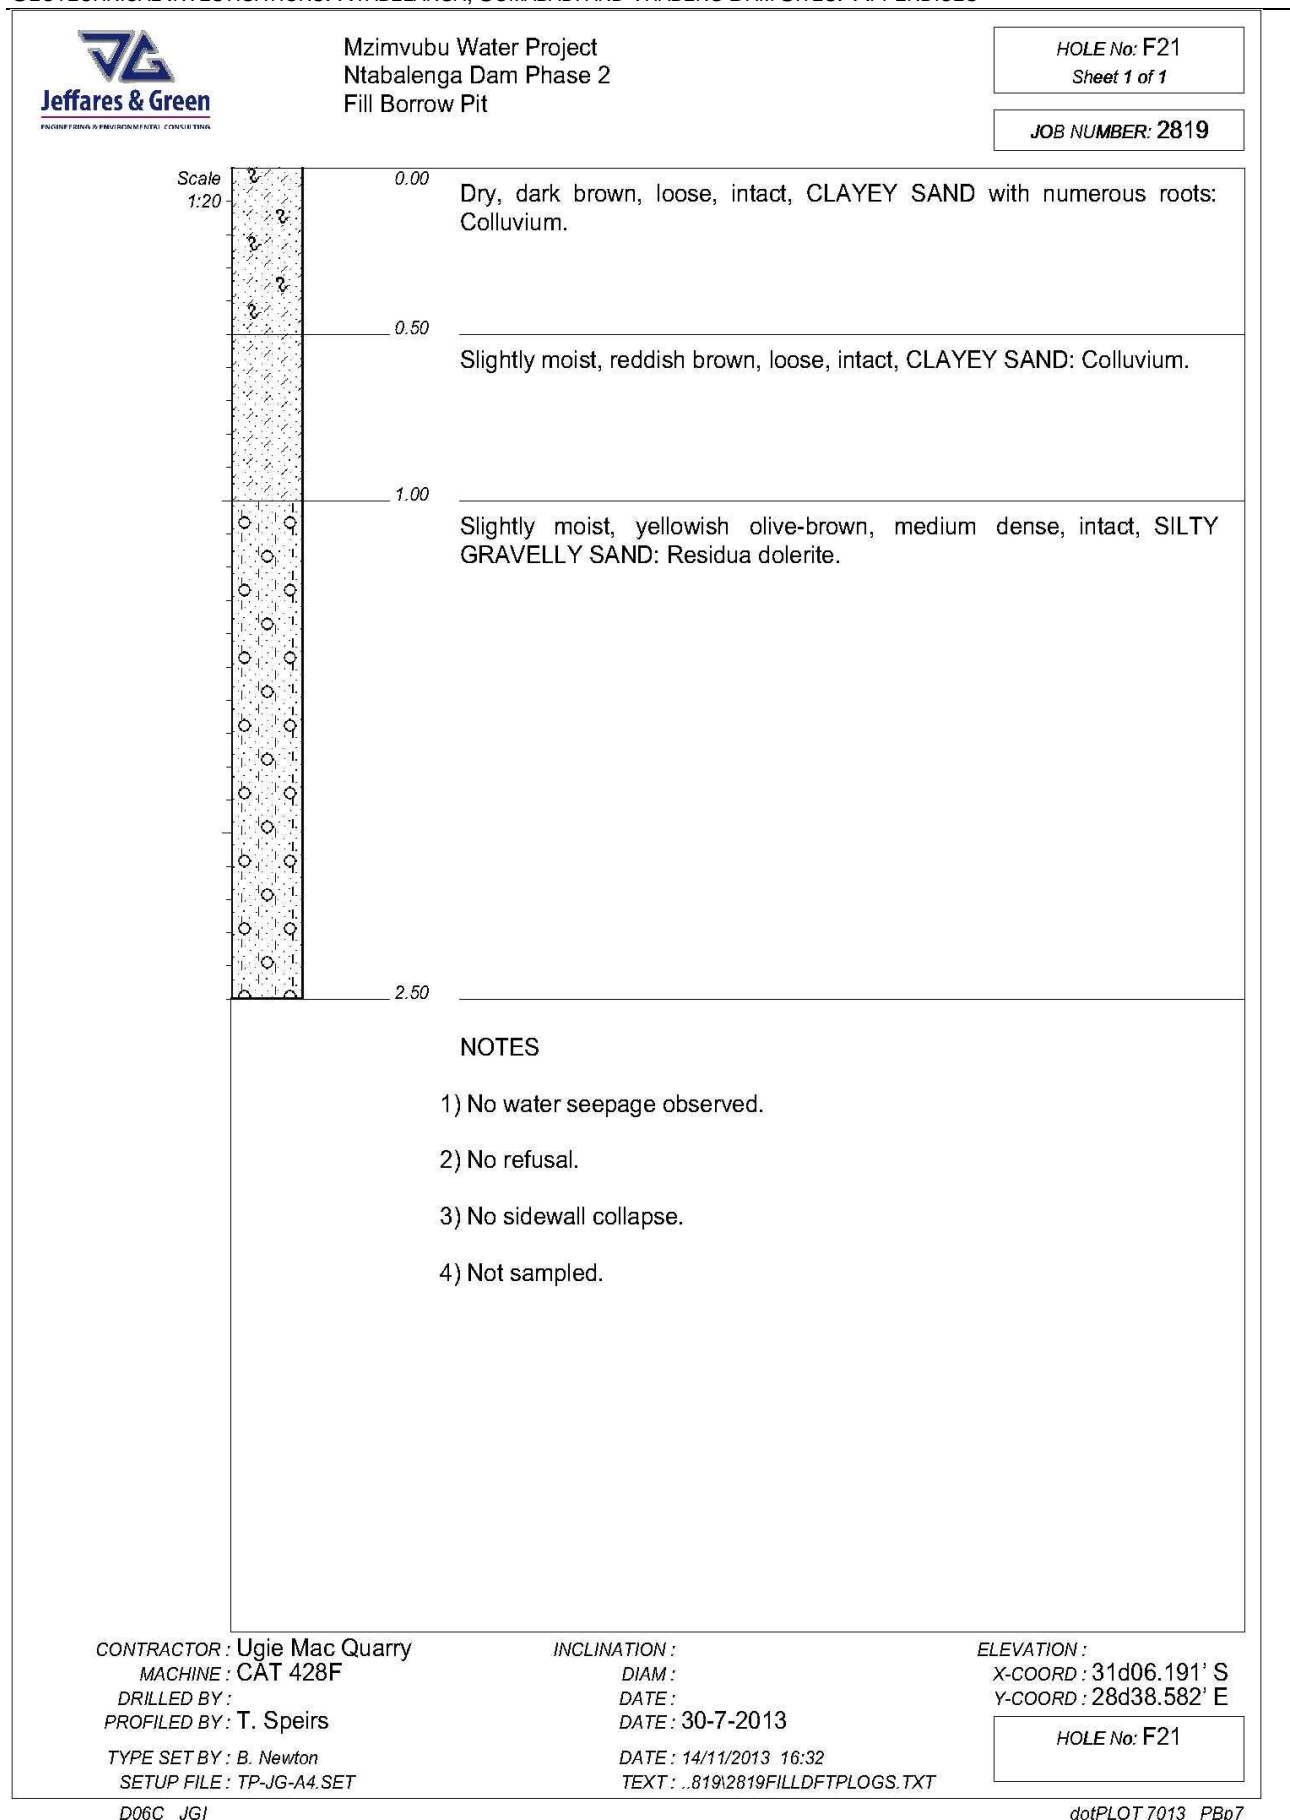 Jeffares & Green
ENGINEERING & ENVIRONMENTAL CONSULTING
Mzimvubu Water Project
Ntabalenga Dam Phase 2
Fill Borrow Pit
HOLE No: F21
Sheet 1 of 1
JOB NUMBER: 2819
Scale
1:20
0.00
Dry, dark brown, loose, intact, CLAYEY SAND with numerous roots:
Colluvium.
0.50
Slightly moist, reddish brown, loose, intact, CLAYEY SAND: Colluvium.
1.00
Slightly moist, yellowish olive-brown, medium dense, intact, SILTY
GRAVELLY SAND: Residua dolerite.
2.50
NOTES
1) No water seepage observed.
2) No refusal.
3) No sidewall collapse.
4) Not sampled.
CONTRACTOR : Ugie Mac Quarry
MACHINE : CAT 428F
DRILLED BY :
PROFILED BY : T. Speirs
TYPE SET BY : B. Newton
SETUP FILE : TP-JG-A4.SET
INCLINATION :
DIAM :
DATE :
DATE : 30-7-2013
DATE : 14/11/2013 16:32
TEXT : ..819\2819FILLDFTPLOGS.TXT
ELEVATION :
X-COORD : 31d06.191' S
Y-COORD : 28d38.582' E
HOLE No: F21
D06C JGI
dotPLOT 7013 PBp7